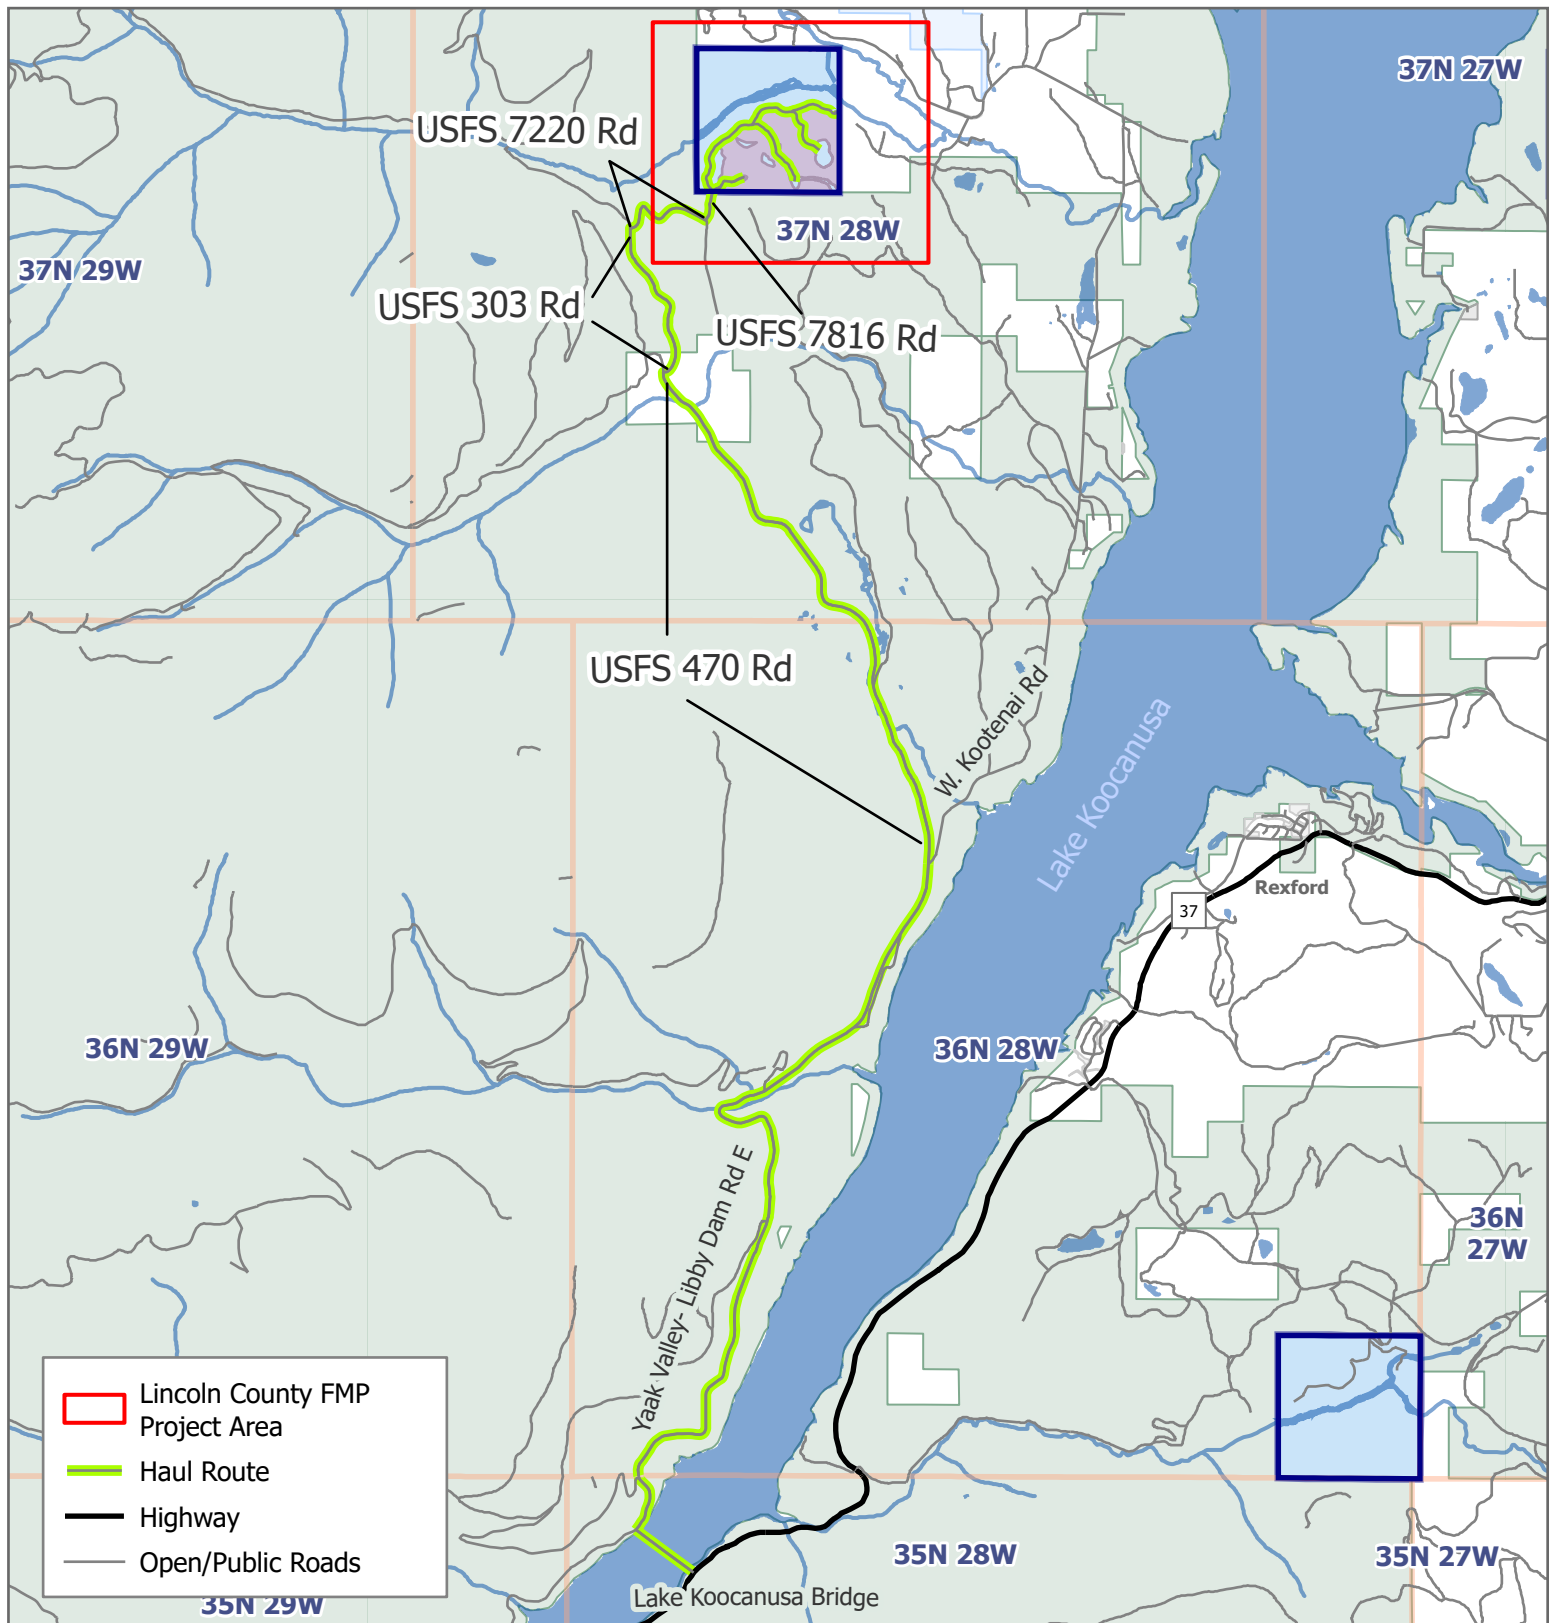 37N 27W
USFS 7220 Rd
37N 28W
37N 29W
USFS 303 Rd
USFS 7816 Rd
USFS 470 Rd
W. Kootenai Rd
Lake Koocanusa
Rexford
37
36N 29W
36N 28W
Yaak Valley- Libby Dam Rd E
36N
27W
Lincoln County FMP
Project Area
Haul Route
Highway
Open/Public Roads
35N 28W
35N 27W
Lake Koocanusa Bridge
35N 29W